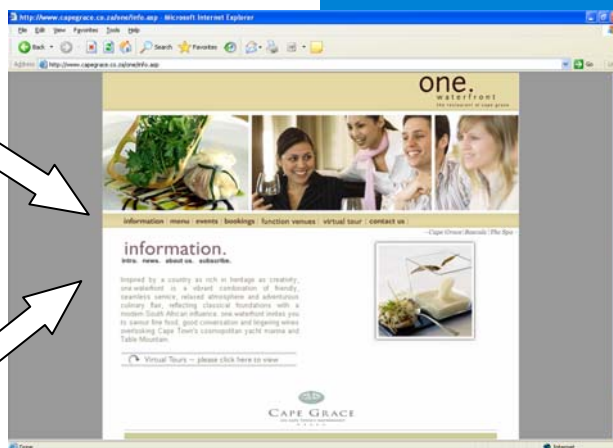 http://www.capegrace.co.za/one/info.asp - Microsoft Internet Explorer
File Edit View Favorites Tools Help
Back Search Favorites
Address http://www.capegrace.co.za/one/info.asp Go
one.
waterfront
the restaurant at cape grace
information | menu | events | bookings | function venues | virtual tour | contact us |
Cape Grace | Bascule | The Spa
information.
intro. news. about us. subscribe.
Inspired by a country as rich in heritage as creativity,
one.waterfront is a vibrant combination of friendly,
seamless service, relaxed atmosphere and adventurous
culinary flair, reflecting classical foundations with a
modern South African influence. one.waterfront invites you
to savour fine food, good conversation and lingering wines
overlooking Cape Town's cosmopolitan yacht marina and
Table Mountain.
Virtual Tours ~ please click here to view
CAPE GRACE
Done Internet